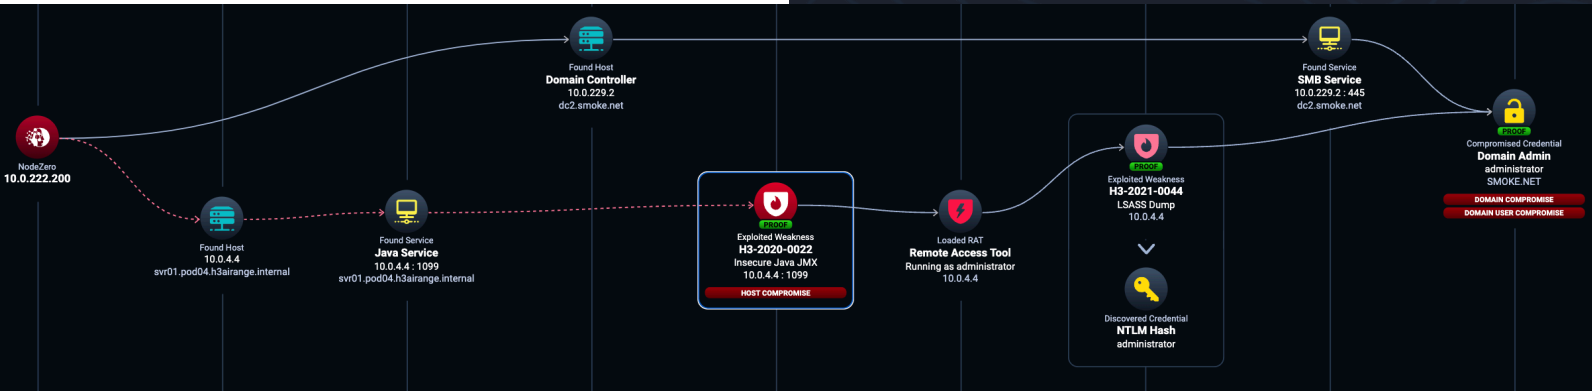 NodeZero
10.0.222.200
Found Host
10.0.4.4
svr01.pod04.h3airange.internal
Found Service
Java Service
10.0.4.4 : 1099
svr01.pod04.h3airange.internal
Found Host
Domain Controller
10.0.229.2
dc2.smoke.net
PROOF
Exploited Weakness
H3-2020-0022
Insecure Java JMX
10.0.4.4 : 1099
HOST COMPROMISE
Loaded RAT
Remote Access Tool
Running as administrator
10.0.4.4
PROOF
Exploited Weakness
H3-2021-0044
LSASS Dump
10.0.4.4
Discovered Credential
NTLM Hash
administrator
Found Service
SMB Service
10.0.229.2 : 445
dc2.smoke.net
PROOF
Compromised Credential
Domain Admin
administrator
SMOKE.NET
DOMAIN COMPROMISE
DOMAIN USER COMPROMISE